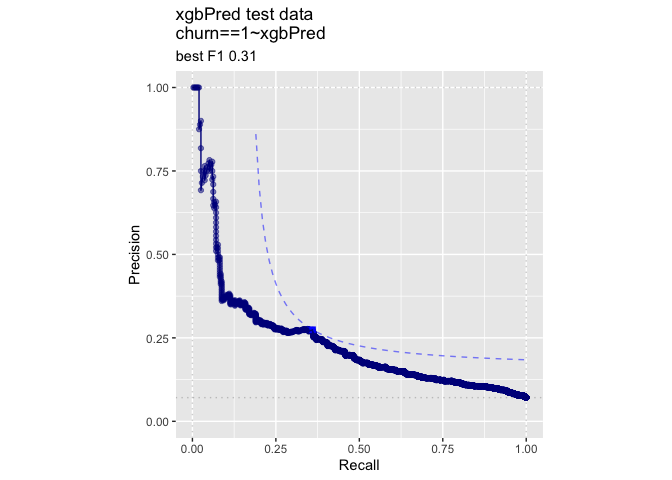 xgbPred test data
churn==1~xgbPred
best F1 0.31
1.00
0.75
0.50
0.25
0.00
Precision
0.00 0.25 0.50 0.75 1.00
Recall